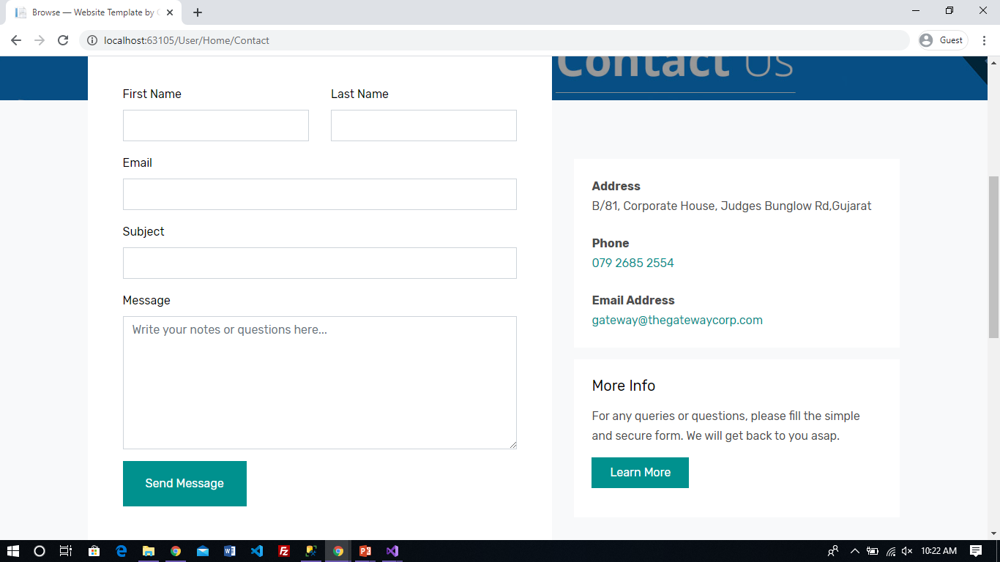 Browse — Website Template by
localhost:63105/User/Home/Contact
Guest
Contact Us
First Name
Last Name
Email
Subject
Message
Write your notes or questions here...
Send Message
Address
B/81, Corporate House, Judges Bunglow Rd,Gujarat
Phone
079 2685 2554
Email Address
gateway@thegatewaycorp.com
More Info
For any queries or questions, please fill the simple
and secure form. We will get back to you asap.
Learn More
10:22 AM